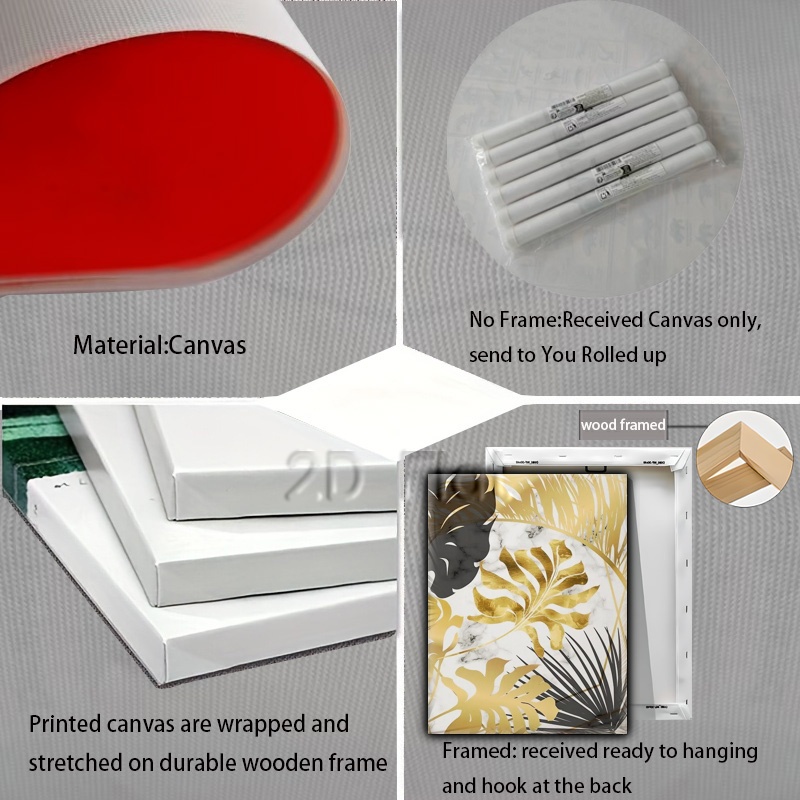 Material:Canvas
No Frame:Received Canvas only,
send to You Rolled up
2D
wood framed
Printed canvas are wrapped and
stretched on durable wooden frame
Framed: received ready to hanging
and hook at the back